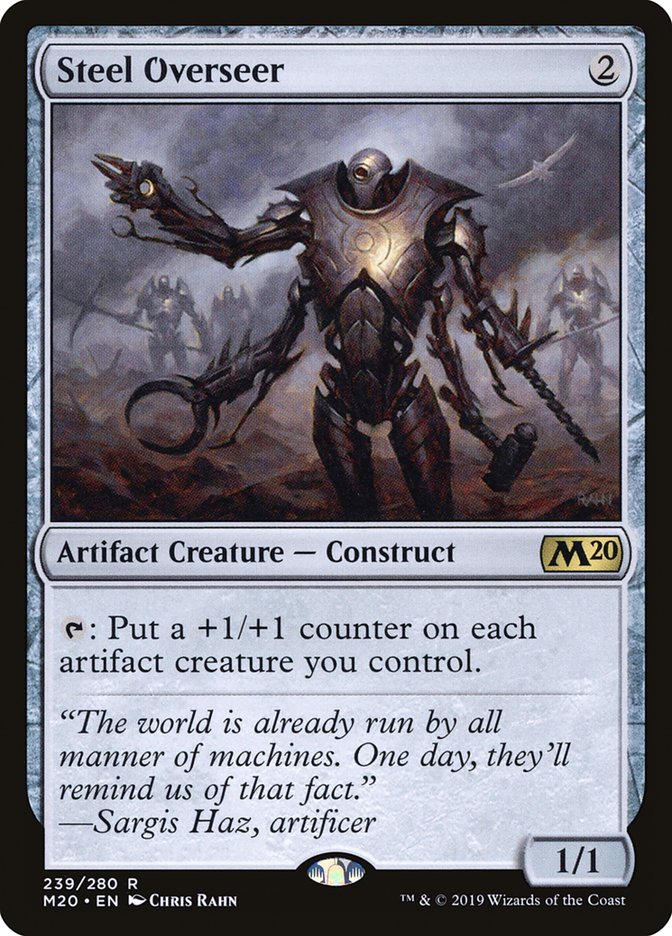 Steel Overseer
2
RAHN
Artifact Creature — Construct
M20
: Put a +1/+1 counter on each
artifact creature you control.
“The world is already run by all
manner of machines. One day, they’ll
remind us of that fact.”
—Sargis Haz, artificer
1/1
239/280 R
M20 • EN Chris Rahn
™ & © 2019 Wizards of the Coast